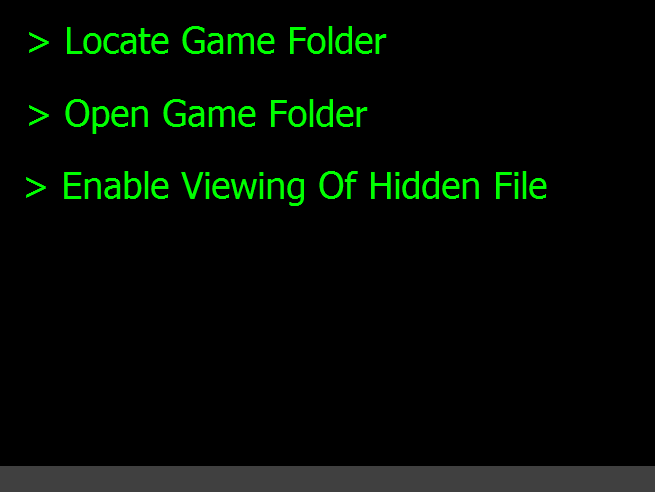 > Locate Game Folder
> Open Game Folder
> Enable Viewing Of Hidden File